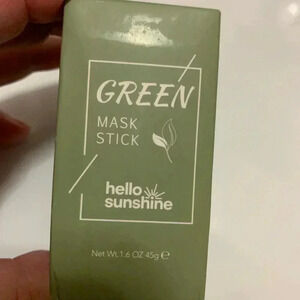 GREEN
MASK
STICK
hello
sunshine
Net Wt. 1.6 OZ 45g ℮